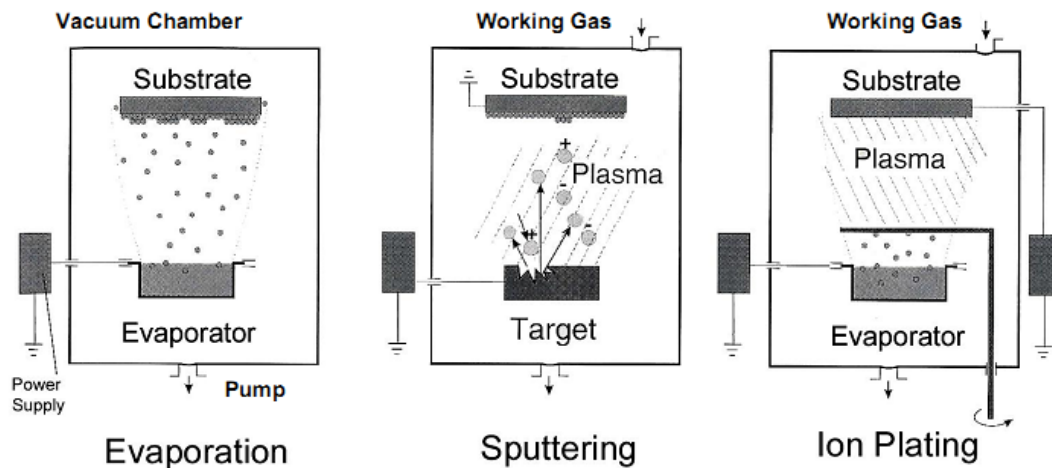 Vacuum Chamber
Working Gas
Working Gas
Substrate
Substrate
Substrate
+
Plasma
-
+
-
Plasma
Evaporator
Target
Evaporator
Power
Supply
Pump
Evaporation
Sputtering
Ion Plating